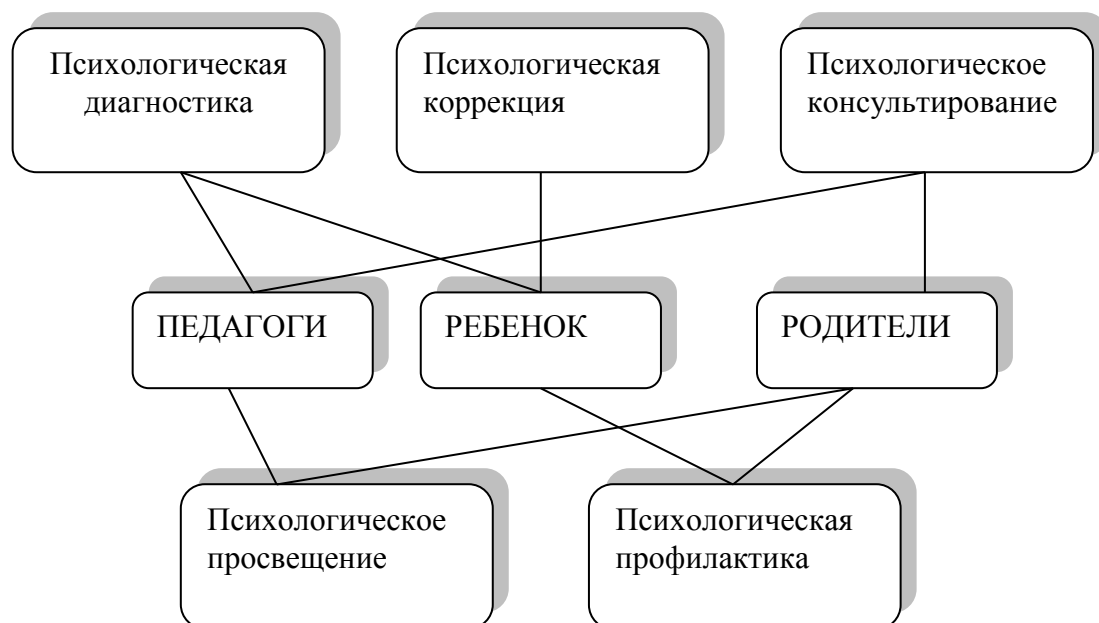 Психологическая
диагностика
Психологическая
коррекция
Психологическое
консультирование
ПЕДАГОГИ
РЕБЕНОК
РОДИТЕЛИ
Психологическое
просвещение
Психологическая
профилактика